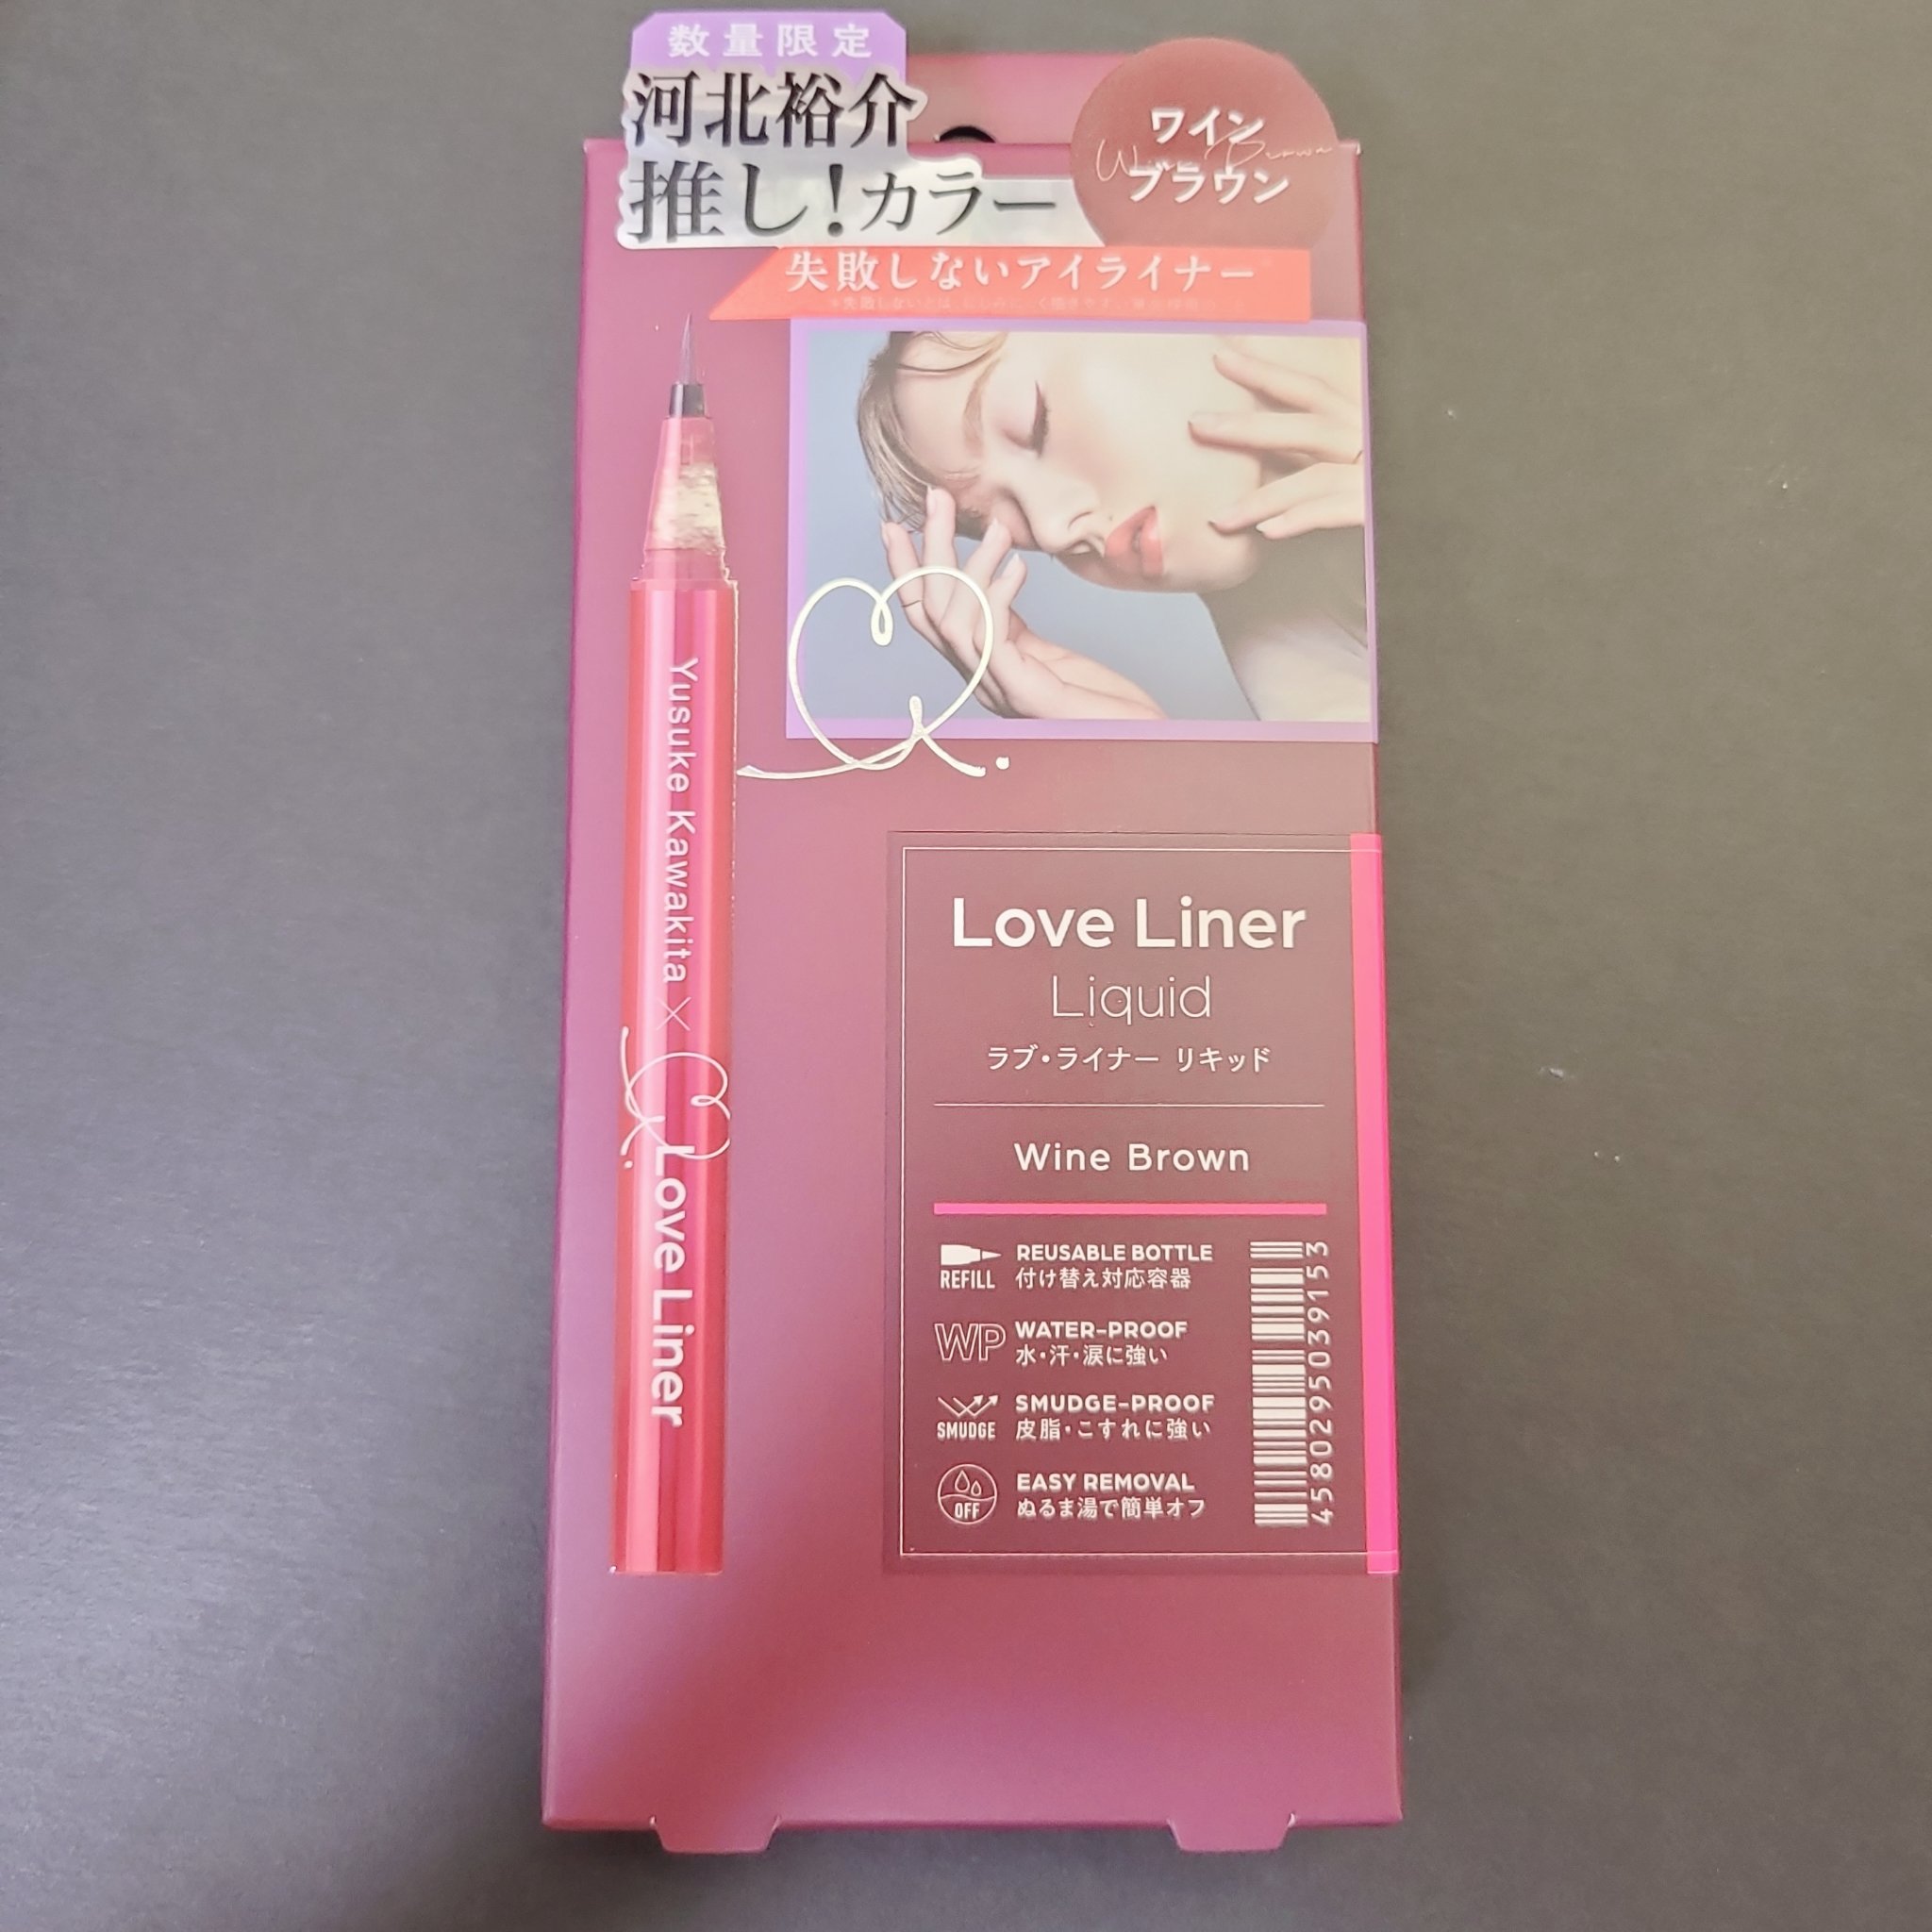 数量限定
河北裕介
推し!カラー
ワイン
Wine Brown
ブラウン
失敗しないアイライナー
Yusuke Kawakita ×
Love Liner
Love Liner
Liquid
ラブ・ライナー リキッド
Wine Brown
REFILL
REUSABLE BOTTLE
付け替え対応容器
WP
WATER-PROOF
水・汗・涙に強い
SMUDGE
SMUDGE-PROOF
皮脂・こすれに強い
OFF
EASY REMOVAL
ぬるま湯で簡単オフ
4580295039153